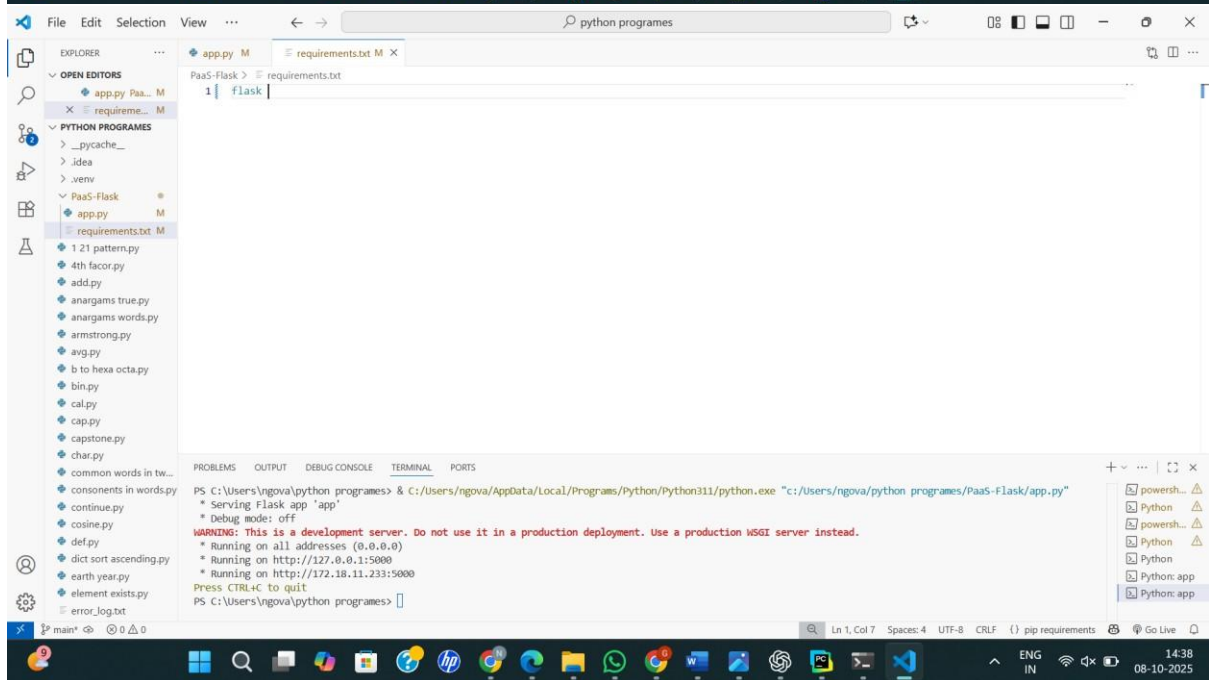 File Edit Selection View ··· python programes
EXPLORER ···
app.py M
requirements.txt M
OPEN EDITORS
app.py Paa... M
requireme... M
PYTHON PROGRAMES
__pycache__
.idea
.venv
PaaS-Flask
app.py M
requirements.txt M
1 21 pattern.py
4th facor.py
add.py
anargams true.py
anargams words.py
armstrong.py
avg.py
b to hexa octa.py
bin.py
cal.py
cap.py
capstone.py
char.py
common words in tw...
consonents in words.py
continue.py
cosine.py
def.py
dict sort ascending.py
earth year.py
element exists.py
error_log.txt
PaaS-Flask > requirements.txt
1 flask
PROBLEMS OUTPUT DEBUG CONSOLE TERMINAL PORTS
PS C:\Users\ngova\python programes> & C:/Users/ngova/AppData/Local/Programs/Python/Python311/python.exe "c:/Users/ngova/python programes/PaaS-Flask/app.py"
* Serving Flask app 'app'
* Debug mode: off
WARNING: This is a development server. Do not use it in a production deployment. Use a production WSGI server instead.
* Running on all addresses (0.0.0.0)
* Running on http://127.0.0.1:5000
* Running on http://172.18.11.233:5000
Press CTRL+C to quit
PS C:\Users\ngova\python programes>
powersh...
Python
powersh...
Python
Python
Python: app
Python: app
2
main* 0 0 Ln 1, Col 7 Spaces: 4 UTF-8 CRLF {} pip requirements Go Live
9
ENG
IN
14:38
08-10-2025